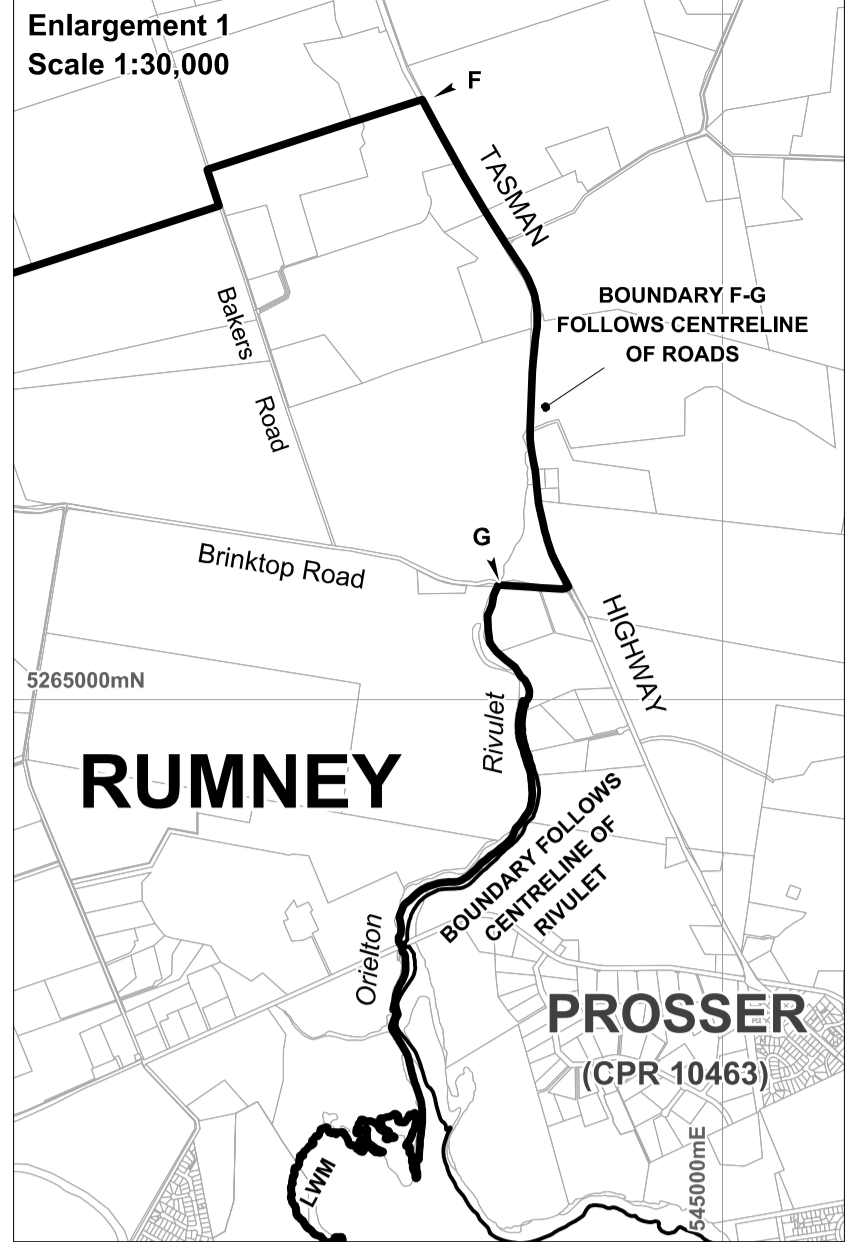 Enlargement 1
Scale 1:30,000
F
TASMAN
BOUNDARY F-G
FOLLOWS CENTRELINE
OF ROADS
Bakers
Road
G
Brinktop Road
HIGHWAY
5265000mN
Rivulet
RUMNEY
BOUNDARY FOLLOWS
CENTRELINE OF
RIVULET
Orielton
PROSSER
(CPR 10463)
545000mE
LWM